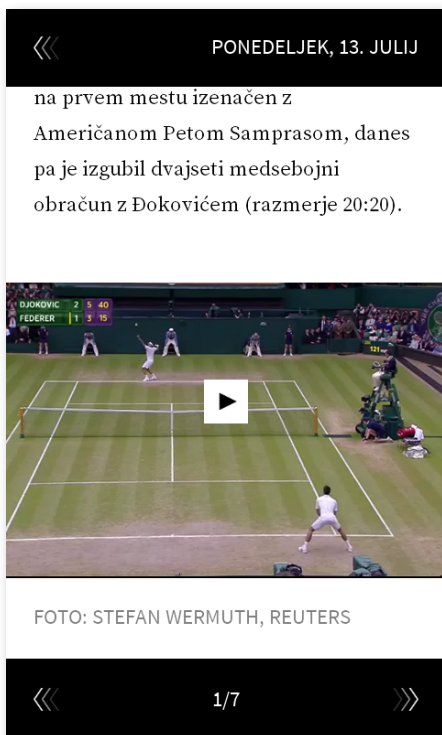 PONEDELJEK, 13. JULIJ
na prvem mestu izenačen z
Američanom Petom Samprasom, danes
pa je izgubil dvajseti medsebojni
obračun z Đokovićem (razmerje 20:20).
DJOKOVIC 2 5 40
FEDERER 1 3 15
121
FOTO: STEFAN WERMUTH, REUTERS
1/7